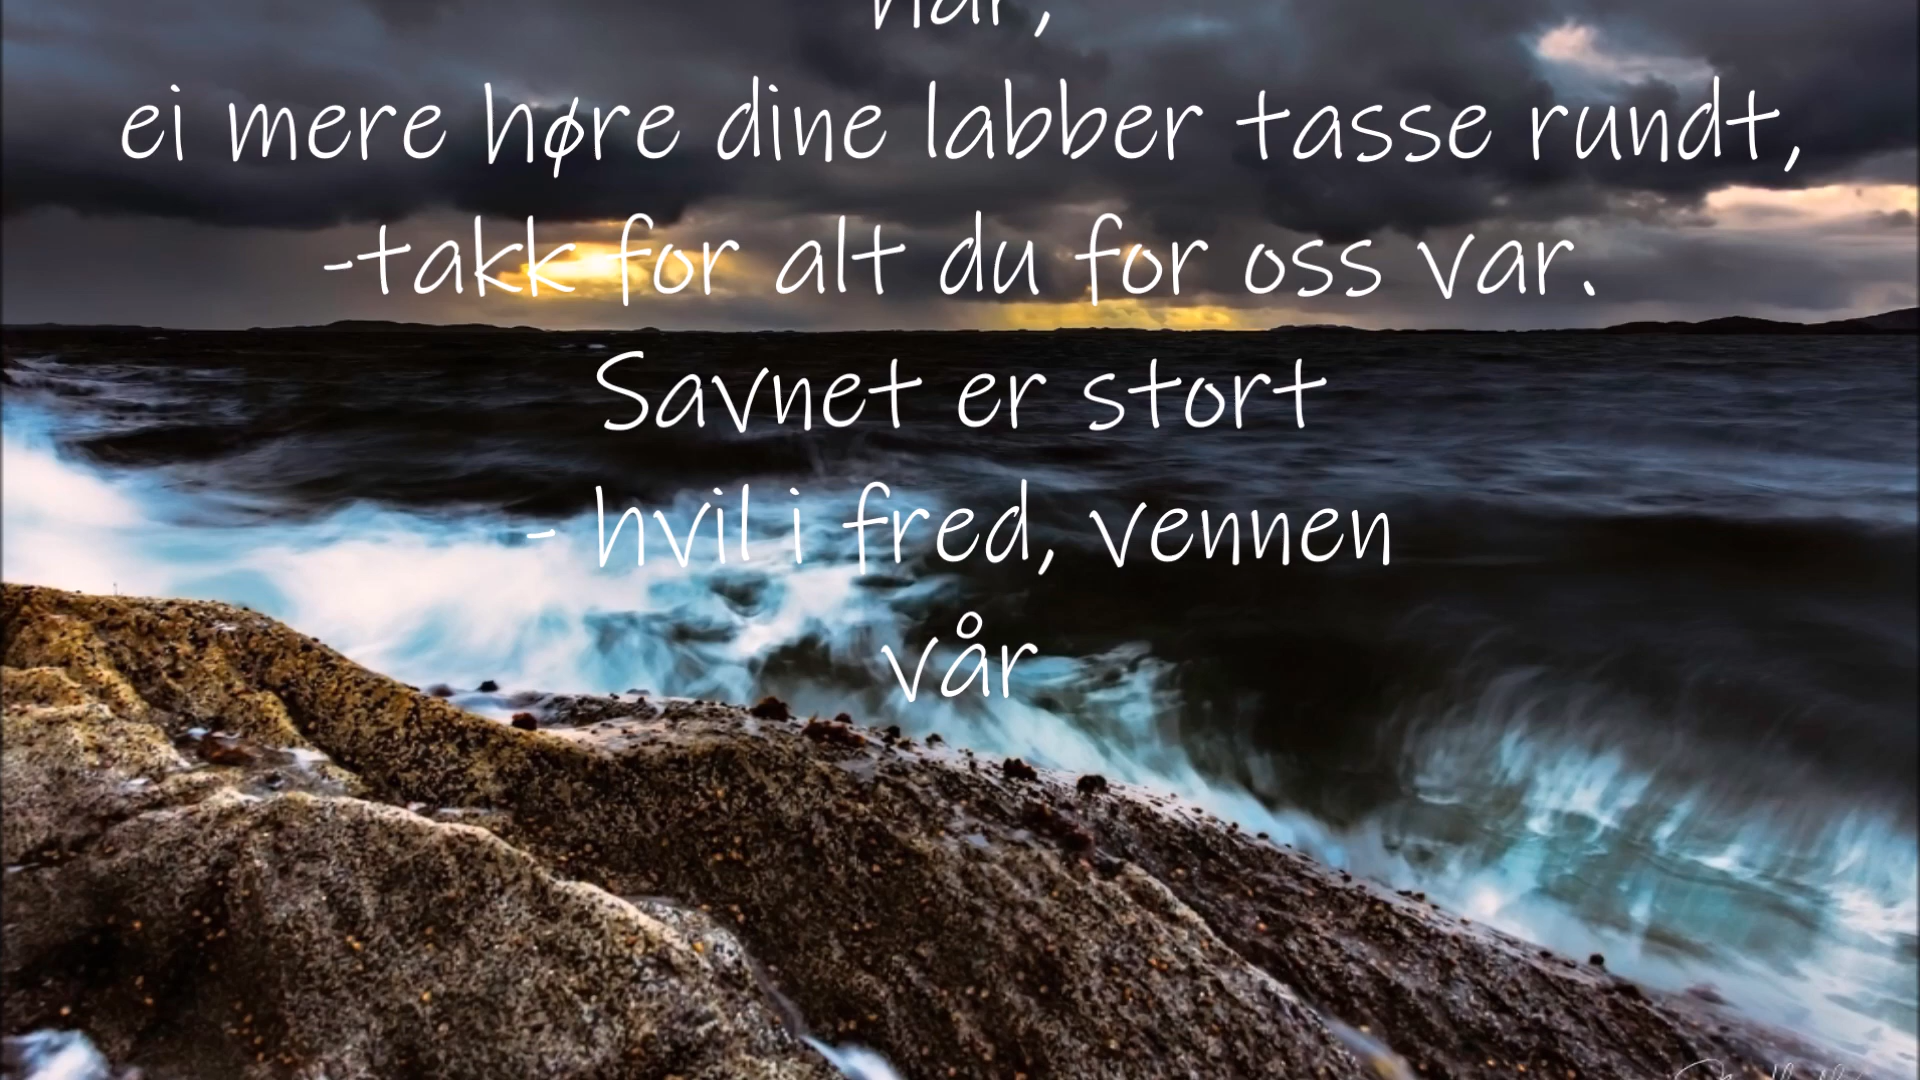 ei mere høre dine labber tasse rundt,
-takk for alt du for oss var.
Savnet er stort
- hvil i fred, vennen
vår